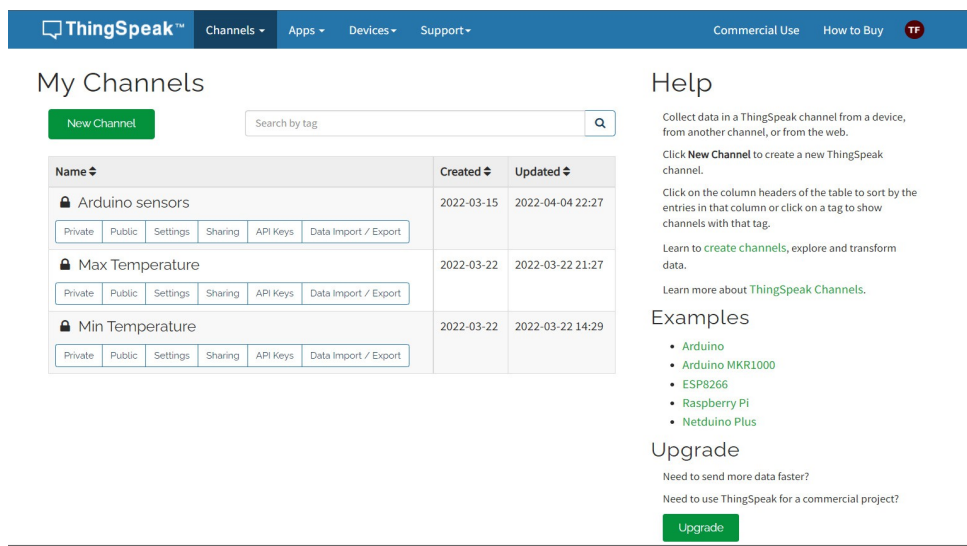 ThingSpeak™ Channels Apps Devices Support Commercial Use How to Buy TF
My Channels
New Channel Search by tag
Name Created Updated
Arduino sensors 2022-03-15 2022-04-04 22:27
Private Public Settings Sharing API Keys Data Import / Export
Max Temperature 2022-03-22 2022-03-22 21:27
Private Public Settings Sharing API Keys Data Import / Export
Min Temperature 2022-03-22 2022-03-22 14:29
Private Public Settings Sharing API Keys Data Import / Export
Help
Collect data in a ThingSpeak channel from a device,
from another channel, or from the web.
Click New Channel to create a new ThingSpeak
channel.
Click on the column headers of the table to sort by the
entries in that column or click on a tag to show
channels with that tag.
Learn to create channels, explore and transform
data.
Learn more about ThingSpeak Channels.
Examples
Arduino
Arduino MKR1000
ESP8266
Raspberry Pi
Netduino Plus
Upgrade
Need to send more data faster?
Need to use ThingSpeak for a commercial project?
Upgrade